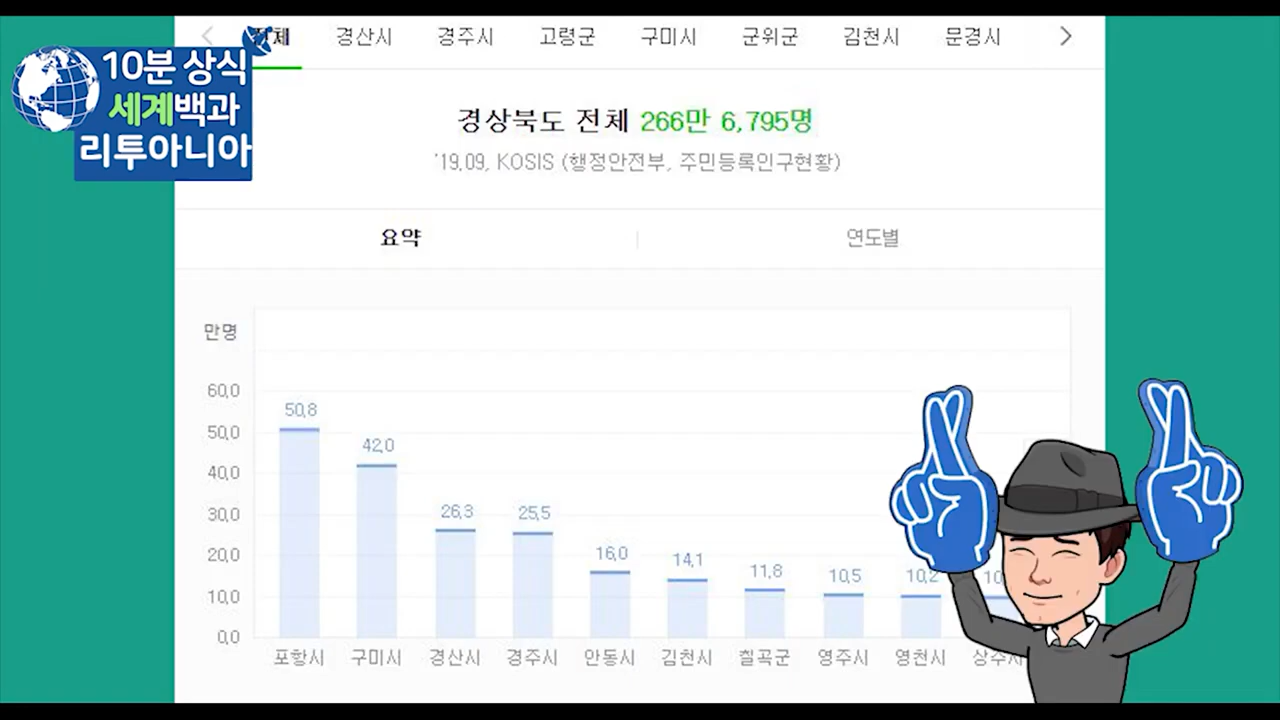 전체 경산시 경주시 고령군 구미시 군위군 김천시 문경시
10분 상식
세계백과
리투아니아
경상북도 전체 266만 6,795명
'19.09, KOSIS (행정안전부, 주민등록인구현황)
요약 연도별
만명
60,0
50,0
40,0
30,0
20,0
10,0
0,0
50,8 42,0 26,3 25,5 16,0 14,1 11,8 10,5 10,2
포항시 구미시 경산시 경주시 안동시 김천시 칠곡군 영주시 영천시 상주시